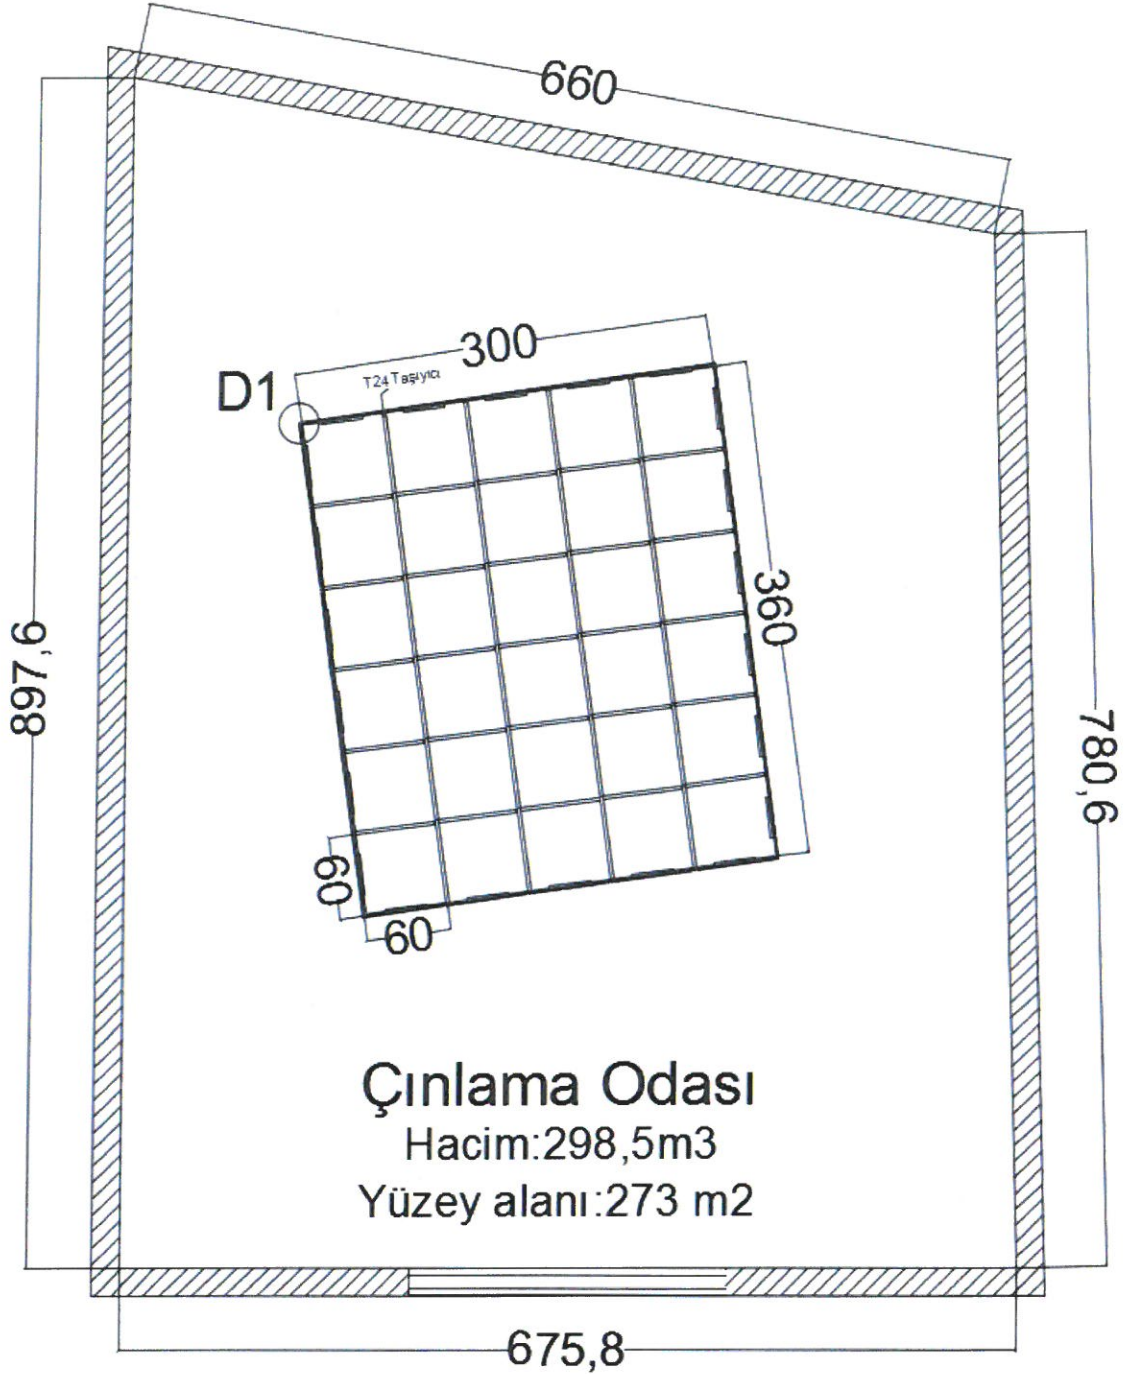 660
300
T24 Taşıyıcı
D1
360
897,6
780,6
60
60
Çınlama Odası
Hacim:298,5m3
Yüzey alanı:273 m2
675,8